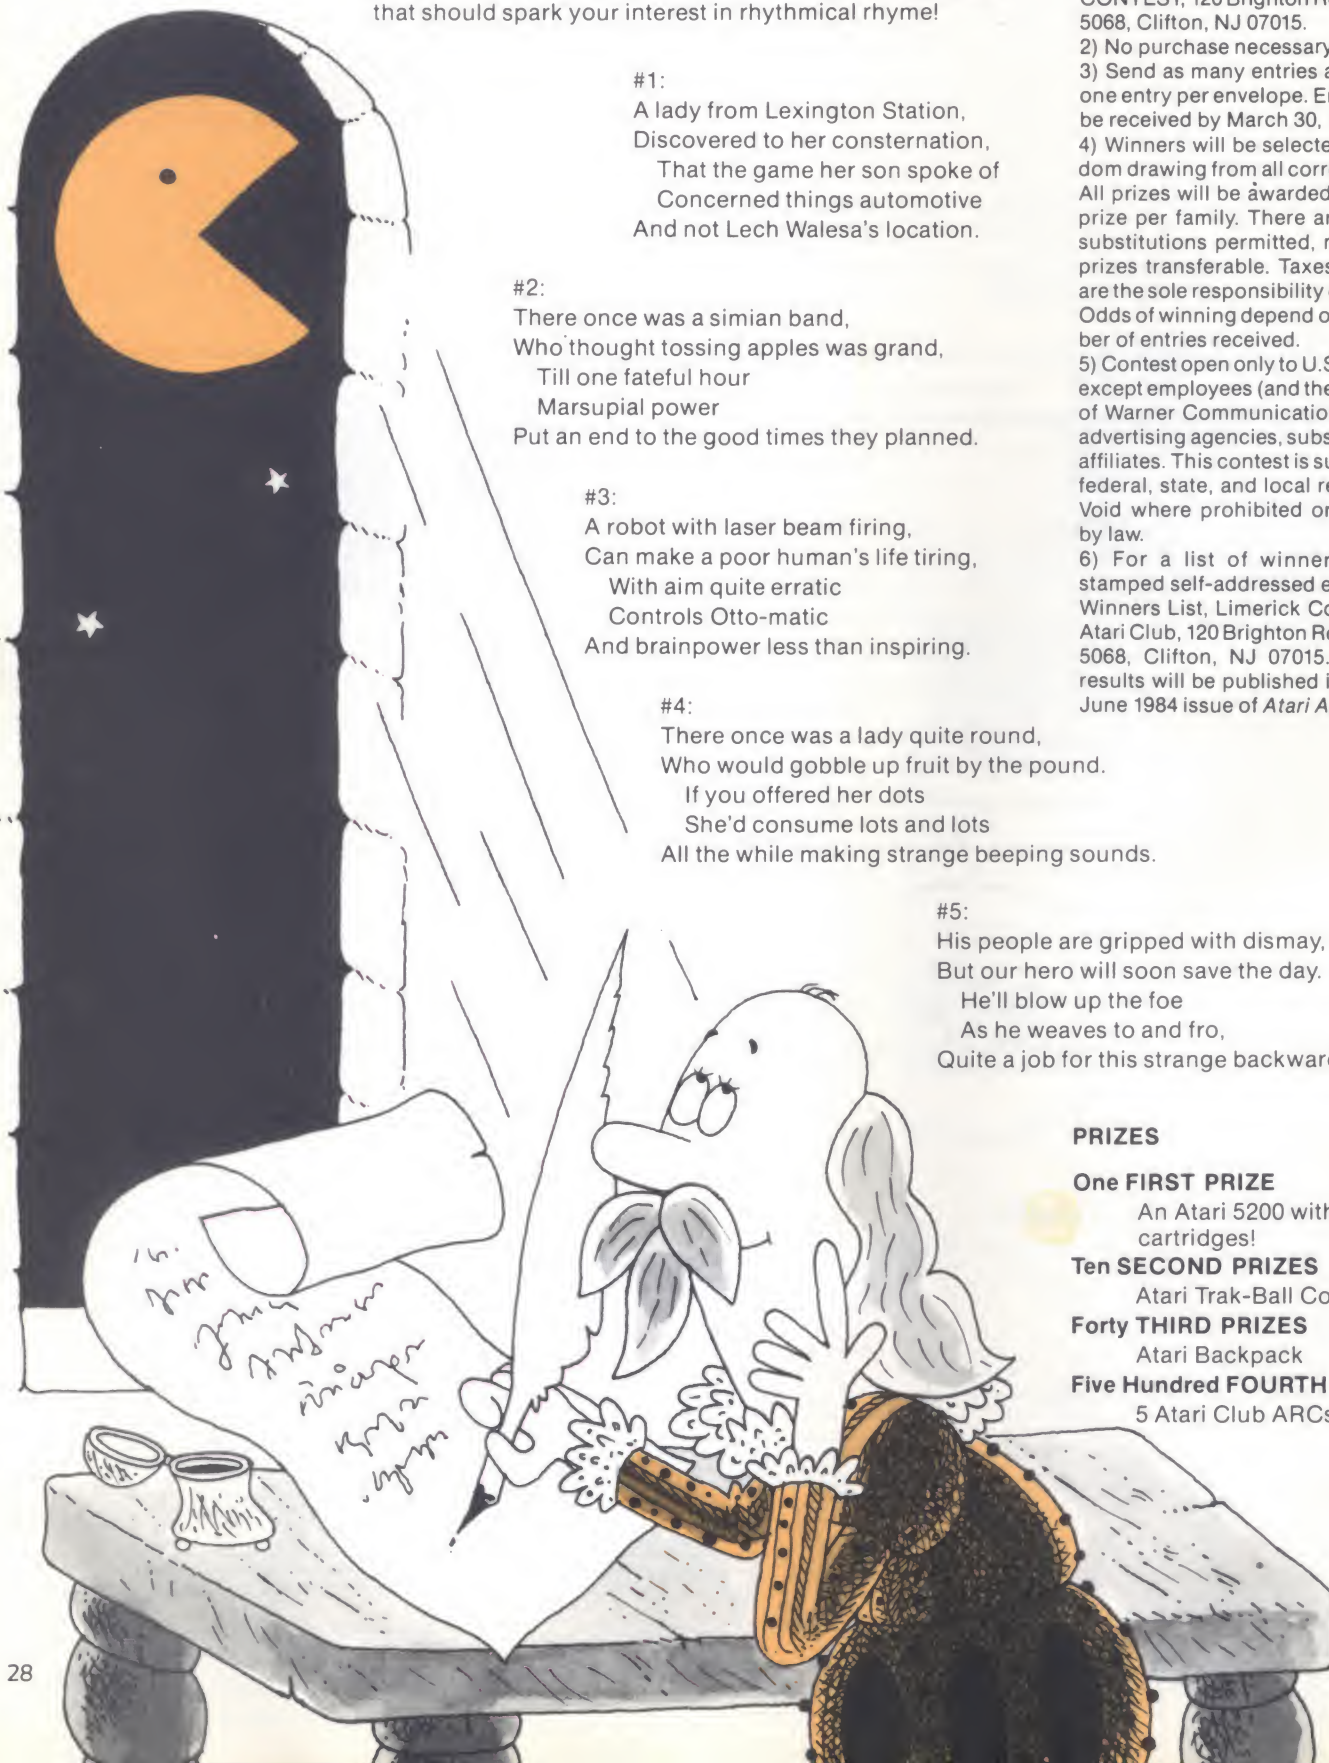 that should spark your interest in rhythmical rhyme!
#1:
A lady from Lexington Station,
Discovered to her consternation,
That the game her son spoke of
Concerned things automotive
And not Lech Walesa's location.
#2:
There once was a simian band,
Who thought tossing apples was grand,
Till one fateful hour
Marsupial power
Put an end to the good times they planned.
#3:
A robot with laser beam firing,
Can make a poor human's life tiring,
With aim quite erratic
Controls Otto-matic
And brainpower less than inspiring.
#4:
There once was a lady quite round,
Who would gobble up fruit by the pound.
If you offered her dots
She'd consume lots and lots
All the while making strange beeping sounds.
#5:
His people are gripped with dismay,
But our hero will soon save the day.
He'll blow up the foe
As he weaves to and fro,
Quite a job for this strange backward
5068, Clifton, NJ 07015.
2) No purchase necessary
3) Send as many entries a
one entry per envelope. En
be received by March 30,
4) Winners will be selecte
dom drawing from all corr
All prizes will be awarded
prize per family. There ar
substitutions permitted, n
prizes transferable. Taxes
are the sole responsibility
Odds of winning depend o
ber of entries received.
5) Contest open only to U.S
except employees (and the
of Warner Communication
advertising agencies, subs
affiliates. This contest is su
federal, state, and local re
Void where prohibited or
by law.
6) For a list of winner
stamped self-addressed e
Winners List, Limerick Co
Atari Club, 120 Brighton Ro
5068, Clifton, NJ 07015.
results will be published i
June 1984 issue of Atari A
PRIZES
One FIRST PRIZE
An Atari 5200 with
cartridges!
Ten SECOND PRIZES
Atari Trak-Ball Co
Forty THIRD PRIZES
Atari Backpack
Five Hundred FOURTH
5 Atari Club ARCs
28